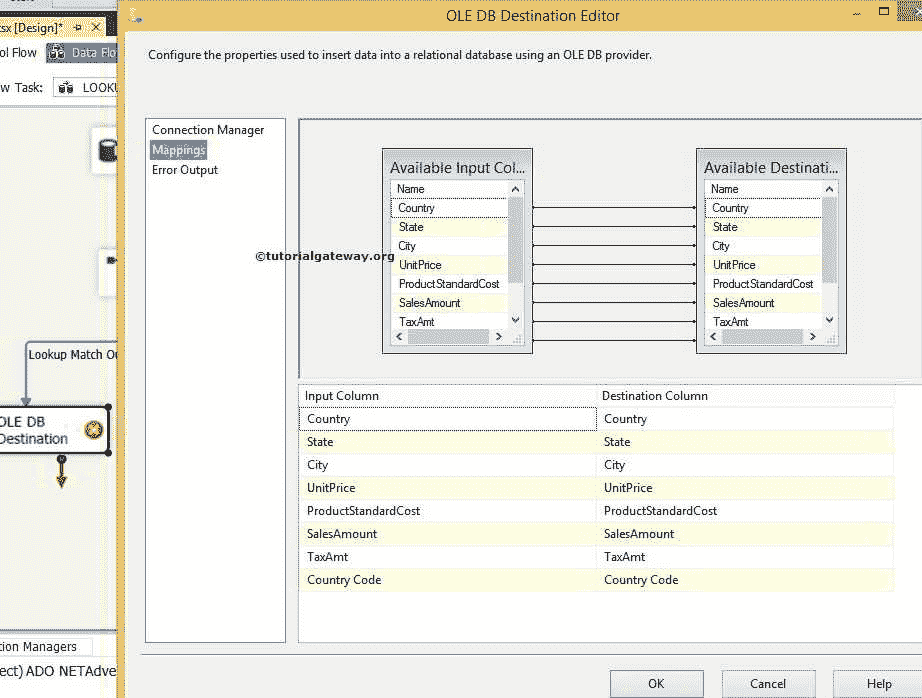 OLE DB Destination Editor
sx [Design]*
ol Flow Data Flo
w Task: LOOKU
Configure the properties used to insert data into a relational database using an OLE DB provider.
Connection Manager
Mappings
Error Output
Available Input Col...
Name
Country
State
City
UnitPrice
ProductStandardCost
SalesAmount
TaxAmt
Available Destinati...
Name
Country
State
City
UnitPrice
ProductStandardCost
SalesAmount
TaxAmt
©tutorialgateway.org
Lookup Match Ou
OLE DB
Destination
Input Column Destination Column
Country Country
State State
City City
UnitPrice UnitPrice
ProductStandardCost ProductStandardCost
SalesAmount SalesAmount
TaxAmt TaxAmt
Country Code Country Code
tion Managers
ect) ADO NETAdve
OK Cancel Help